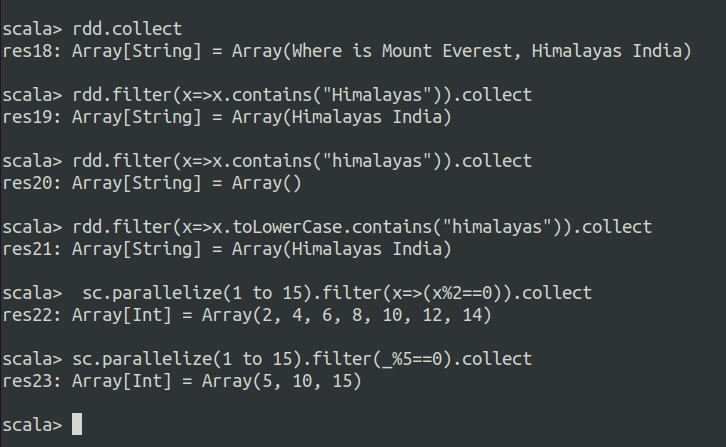 scala> rdd.collect
res18: Array[String] = Array(Where is Mount Everest, Himalayas India)
scala> rdd.filter(x=>x.contains("Himalayas")).collect
res19: Array[String] = Array(Himalayas India)
scala> rdd.filter(x=>x.contains("himalayas")).collect
res20: Array[String] = Array()
scala> rdd.filter(x=>x.toLowerCase.contains("himalayas")).collect
res21: Array[String] = Array(Himalayas India)
scala>  sc.parallelize(1 to 15).filter(x=>(x%2==0)).collect
res22: Array[Int] = Array(2, 4, 6, 8, 10, 12, 14)
scala> sc.parallelize(1 to 15).filter(_%5==0).collect
res23: Array[Int] = Array(5, 10, 15)
scala>